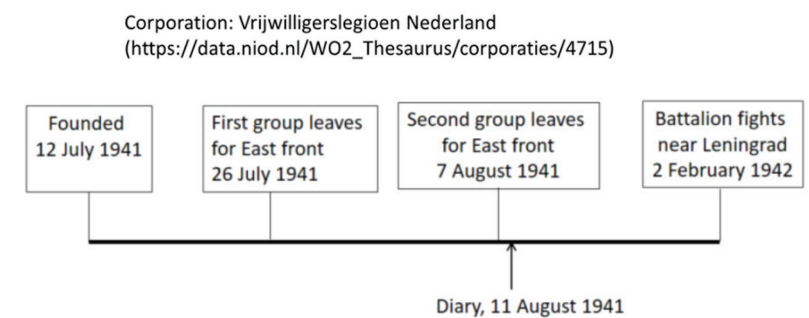 Corporation: Vrijwilligerslegioen Nederland
(https://data.niod.nl/WO2_Thesaurus/corporaties/4715)
Founded
12 July 1941
First group leaves
for East front
26 July 1941
Second group leaves
for East front
7 August 1941
Battalion fights
near Leningrad
2 February 1942
Diary, 11 August 1941